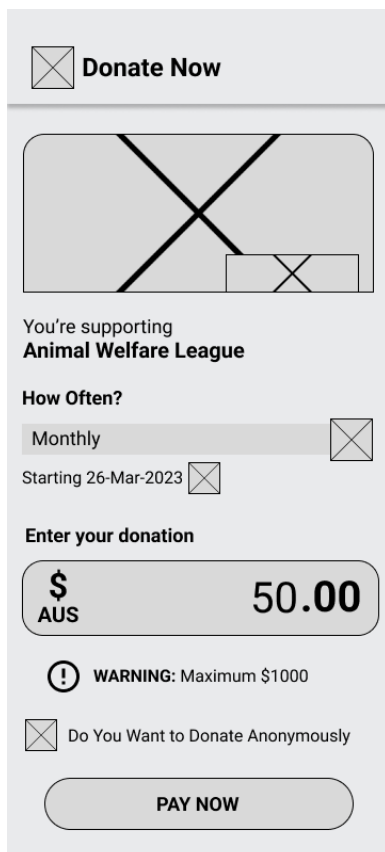 Donate Now
You're supporting
Animal Welfare League
How Often?
Monthly
Starting 26-Mar-2023
Enter your donation
$ 50.00
AUS
WARNING: Maximum $1000
Do You Want to Donate Anonymously
PAY NOW